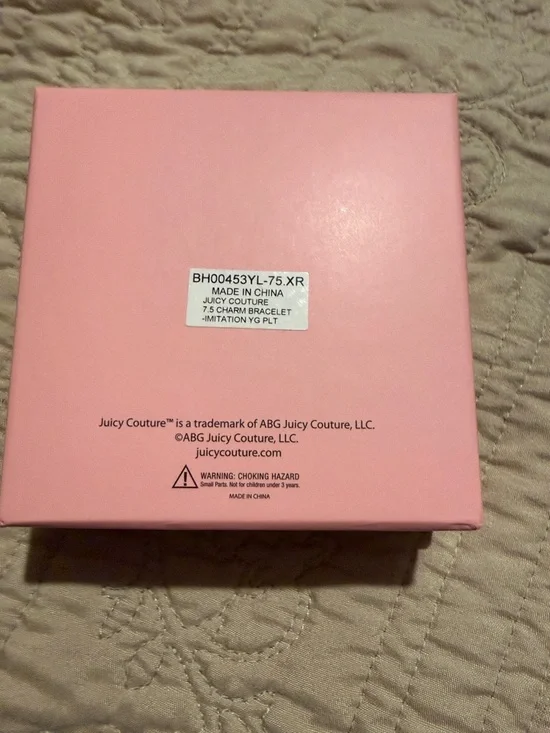 BH00453YL-75.XR
MADE IN CHINA
JUICY COUTURE
7.5 CHARM BRACELET
-IMITATION YG PLT
Juicy Couture™ is a trademark of ABG Juicy Couture, LLC.
©ABG Juicy Couture, LLC.
juicycouture.com
WARNING: CHOKING HAZARD
Small Parts. Not for children under 3 years.
MADE IN CHINA